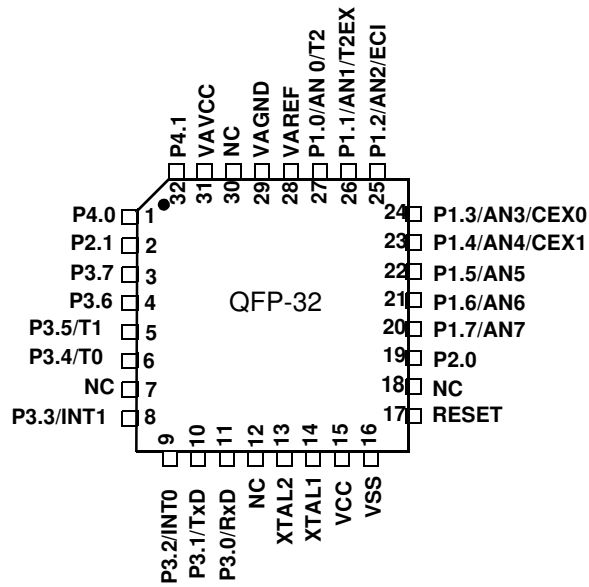 P4.1
VAVCC
NC
VAGND
VAREF
P1.0/AN 0/T2
P1.1/AN1/T2EX
P1.2/AN2/ECI
32
31
30
29
28
27
26
25
P4.0 1
P2.1 2
P3.7 3
P3.6 4
P3.5/T1 5
P3.4/T0 6
NC 7
P3.3/INT1 8
QFP-32
24 P1.3/AN3/CEX0
23 P1.4/AN4/CEX1
22 P1.5/AN5
21 P1.6/AN6
20 P1.7/AN7
19 P2.0
18 NC
17 RESET
9
10
11
12
13
14
15
16
P3.2/INT0
P3.1/TxD
P3.0/RxD
NC
XTAL2
XTAL1
VCC
VSS